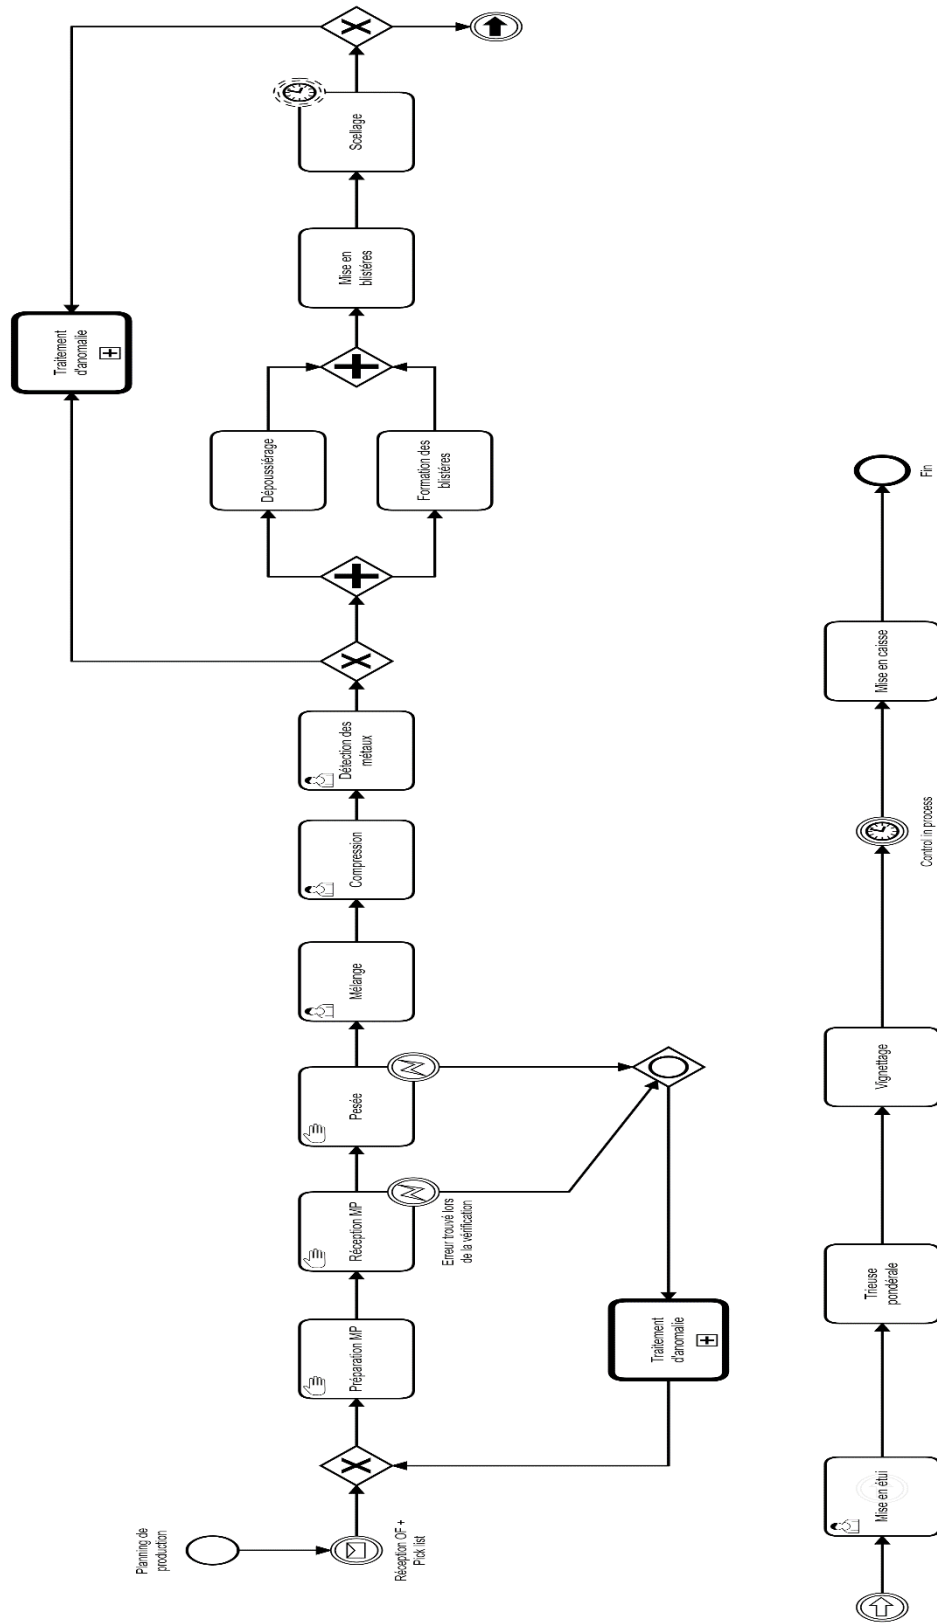 Planning de
production
Réception OF +
Pick list
Préparation MP
Réception MP
Erreur trouvé lors
de la vérification
Pesée
Traitement
d'anomalie
Mélange
Compression
Détection des
métaux
Dépoussiérage
Formation des
blistéres
Traitement
d'anomalie
Mise en
blistéres
Scellage
Mise en étui
Trieuse
pondérale
Vignettage
Control in process
Mise en caisse
Fin